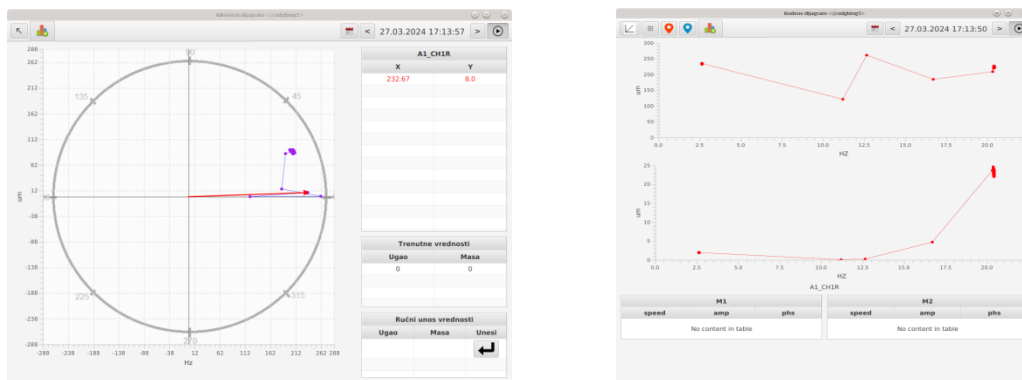 Nikvistov dijagram
< 27.03.2024 17:13:57 >
288
262
212
162
112
62
12
-38
-88
-138
-188
-238
-288
um
90
45
135
225
270
315
-288 -238 -188 -138 -88 -38 12 62 112 162 212 262 288
Hz
A1_CH1R
X Y
232.67 8.0
Trenutne vrednosti
Ugao Masa
0 0
Ručni unos vrednosti
Ugao Masa Unesi
Bodeov dijagram
< 27.03.2024 17:13:50 >
300
250
200
150
100
50
0
um
0.0 2.5 5.0 7.5 10.0 12.5 15.0 17.5 20.0
HZ
25
20
15
10
5
0
um
0.0 2.5 5.0 7.5 10.0 12.5 15.0 17.5 20.0
HZ
A1_CH1R
M1 M2
speed amp phs speed amp phs
No content in table No content in table